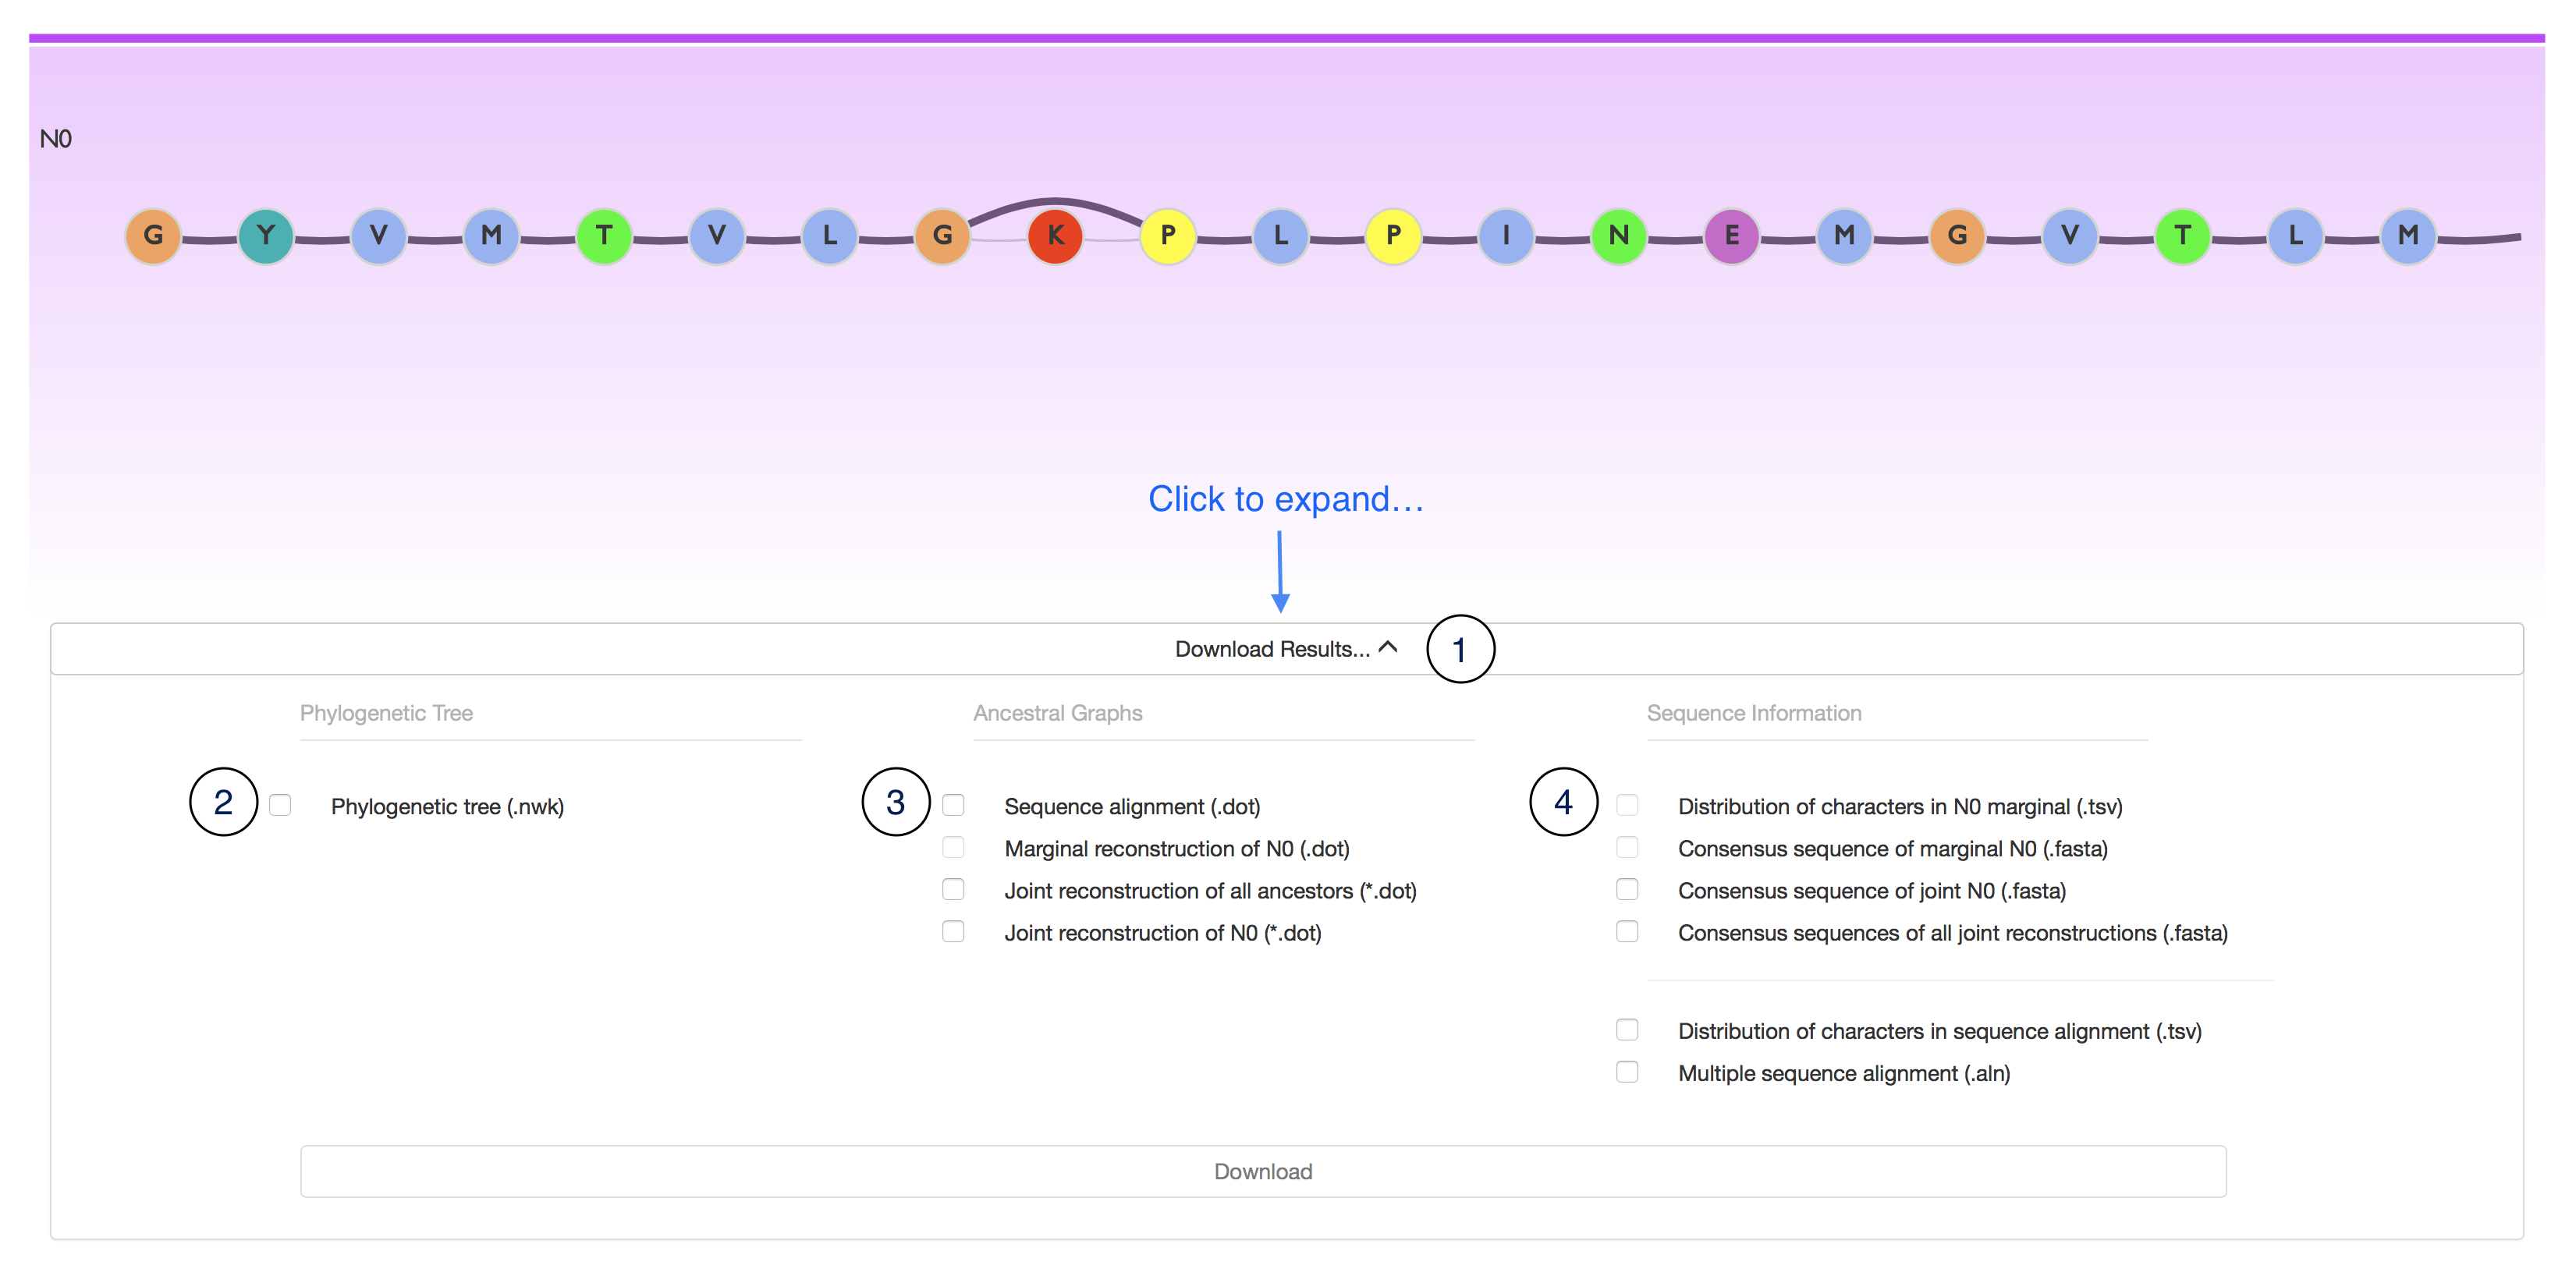 N0
G Y V M T V L G K P L P I N E M G V T L M
Click to expand...
Download Results... 1
Phylogenetic Tree
Ancestral Graphs
Sequence Information
2 Phylogenetic tree (.nwk)
3 Sequence alignment (.dot)
Marginal reconstruction of N0 (.dot)
Joint reconstruction of all ancestors (*.dot)
Joint reconstruction of N0 (*.dot)
4 Distribution of characters in N0 marginal (.tsv)
Consensus sequence of marginal N0 (.fasta)
Consensus sequence of joint N0 (.fasta)
Consensus sequences of all joint reconstructions (.fasta)
Distribution of characters in sequence alignment (.tsv)
Multiple sequence alignment (.aln)
Download